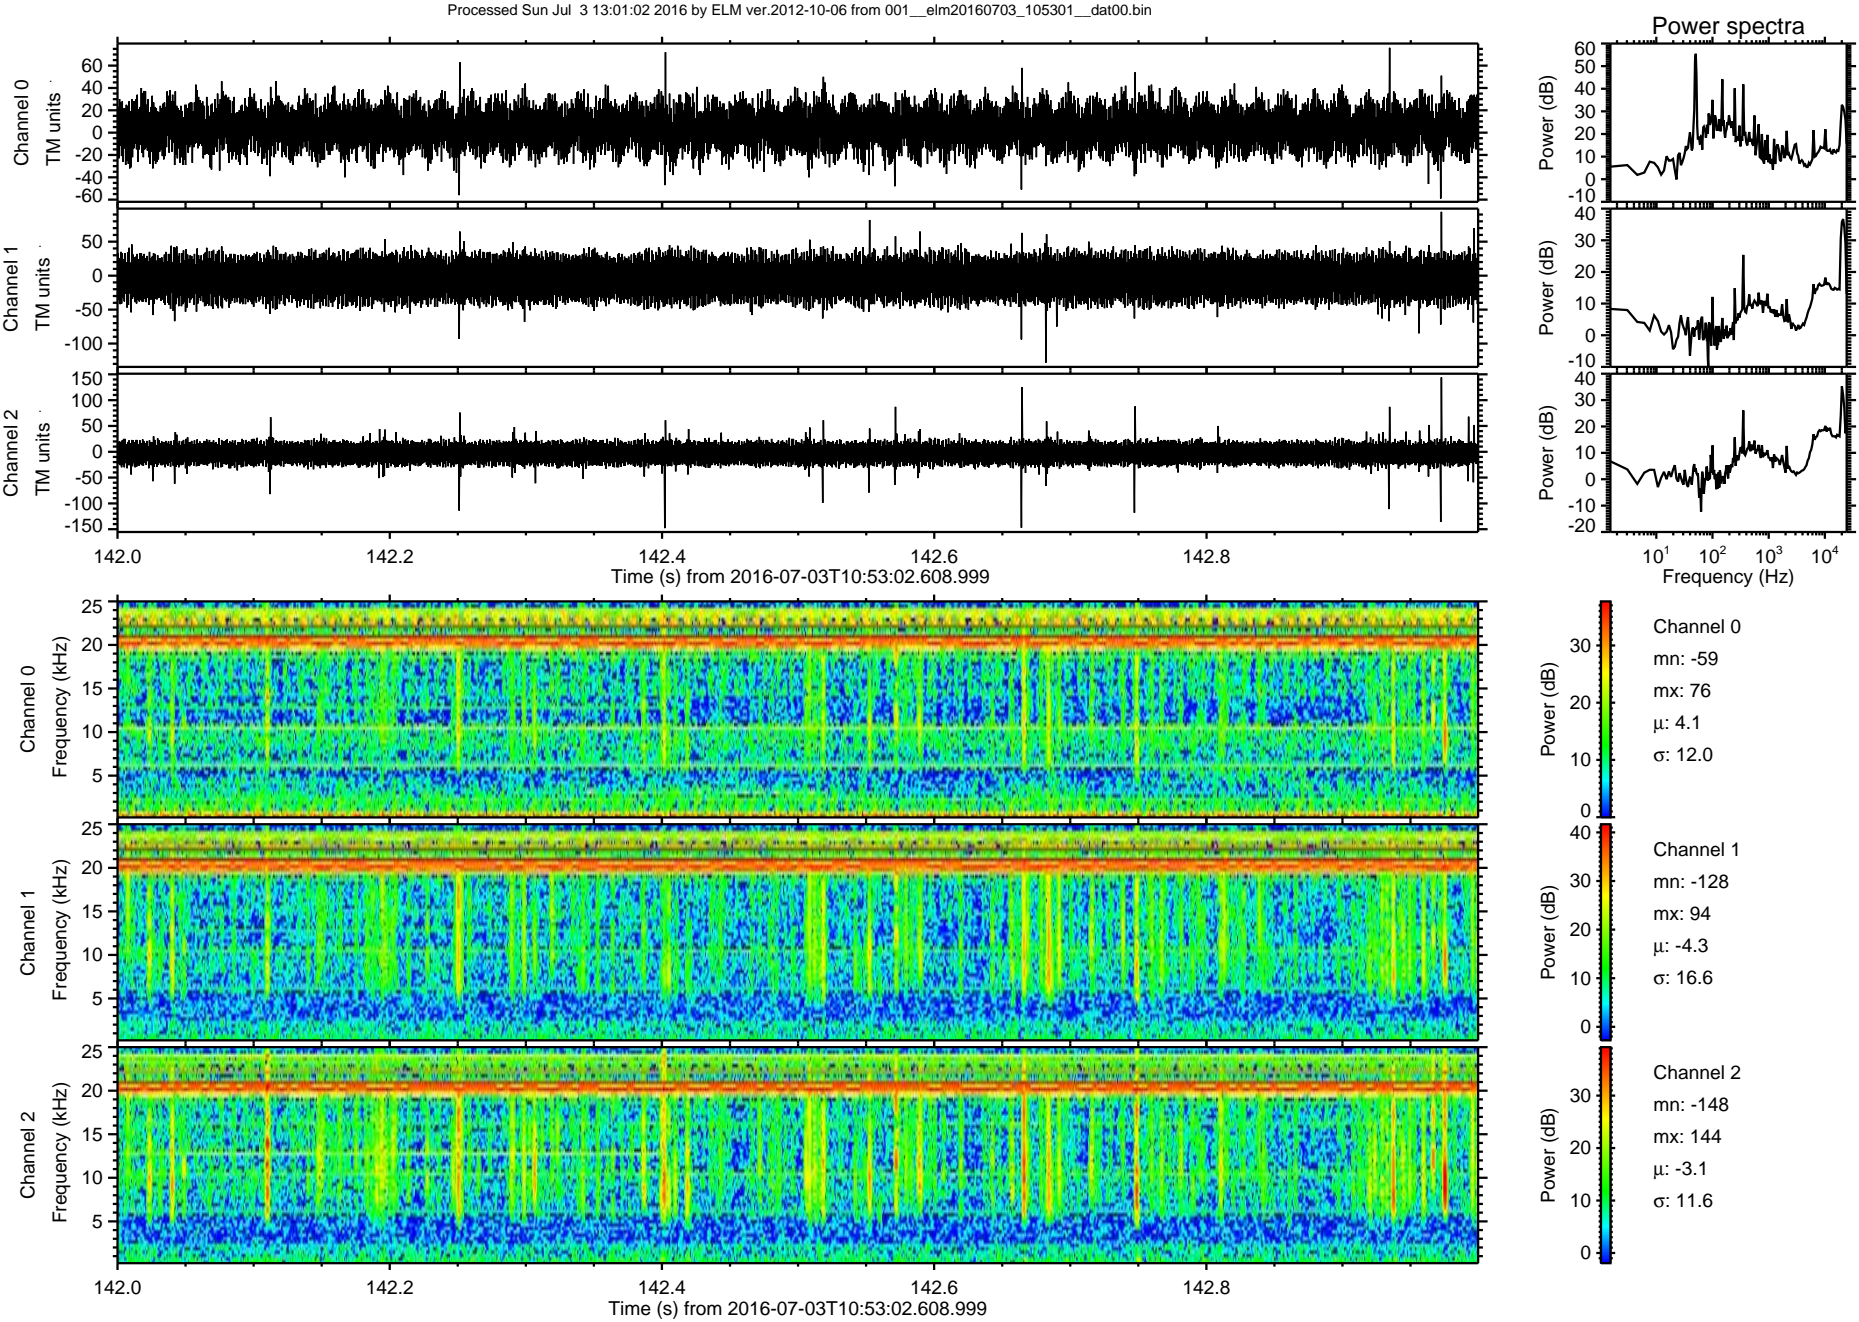 Processed Sun Jul 3 13:01:02 2016 by ELM ver.2012-10-06 from 001__elm20160703_105301__dat00.bin
Power spectra
Channel 0
TM units
60
40
20
0
-20
-40
-60
Power (dB)
60
50
40
30
20
10
0
-10
Channel 1
TM units
50
0
-50
-100
Power (dB)
40
30
20
10
0
-10
Channel 2
TM units
150
100
50
0
-50
-100
-150
Power (dB)
40
30
20
10
0
-10
-20
142.0 142.2 142.4 142.6 142.8
Time (s) from 2016-07-03T10:53:02.608.999
10^1 10^2 10^3 10^4
Frequency (Hz)
Channel 0
Frequency (kHz)
25
20
15
10
5
Power (dB)
30
20
10
0
Channel 0
mn: -59
mx: 76
μ: 4.1
σ: 12.0
Channel 1
Frequency (kHz)
25
20
15
10
5
Power (dB)
40
30
20
10
0
Channel 1
mn: -128
mx: 94
μ: -4.3
σ: 16.6
Channel 2
Frequency (kHz)
25
20
15
10
5
Power (dB)
30
20
10
0
Channel 2
mn: -148
mx: 144
μ: -3.1
σ: 11.6
142.0 142.2 142.4 142.6 142.8
Time (s) from 2016-07-03T10:53:02.608.999